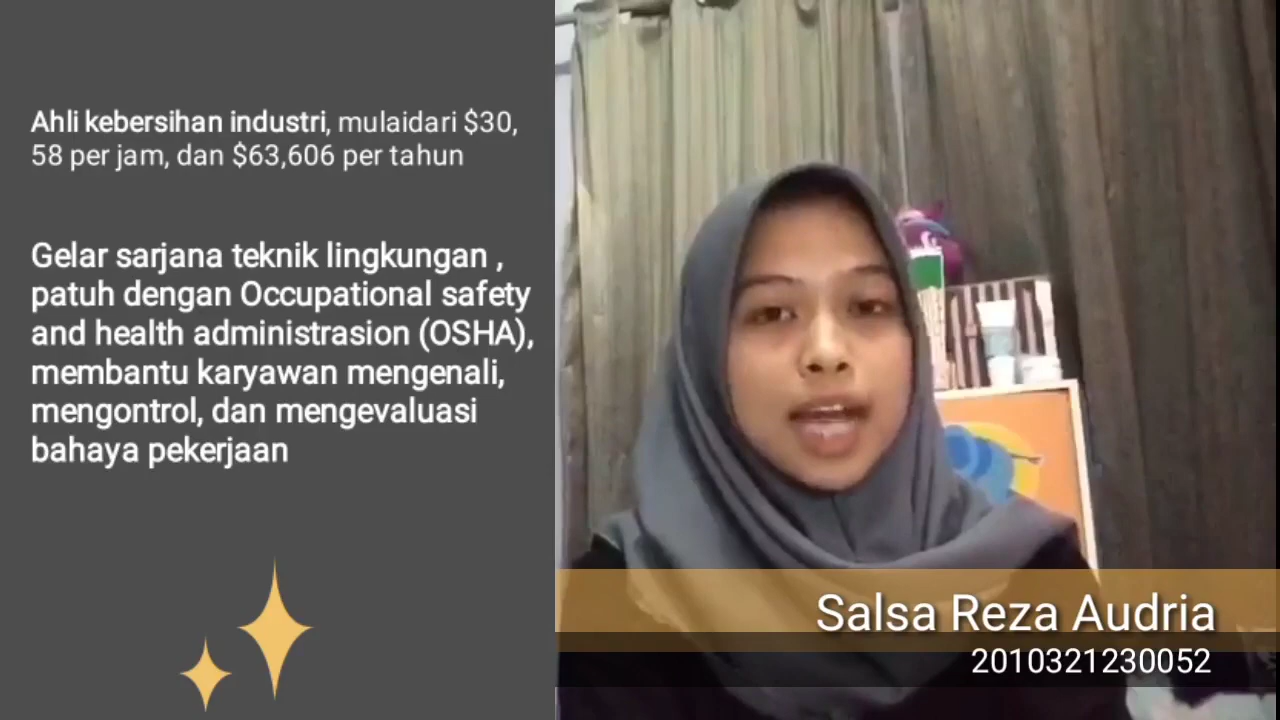 Ahli kebersihan industri, mulaidari $30,
58 per jam, dan $63,606 per tahun
Gelar sarjana teknik lingkungan ,
patuh dengan Occupational safety
and health administrasion (OSHA),
membantu karyawan mengenali,
mengontrol, dan mengevaluasi
bahaya pekerjaan
Salsa Reza Audria
2010321230052